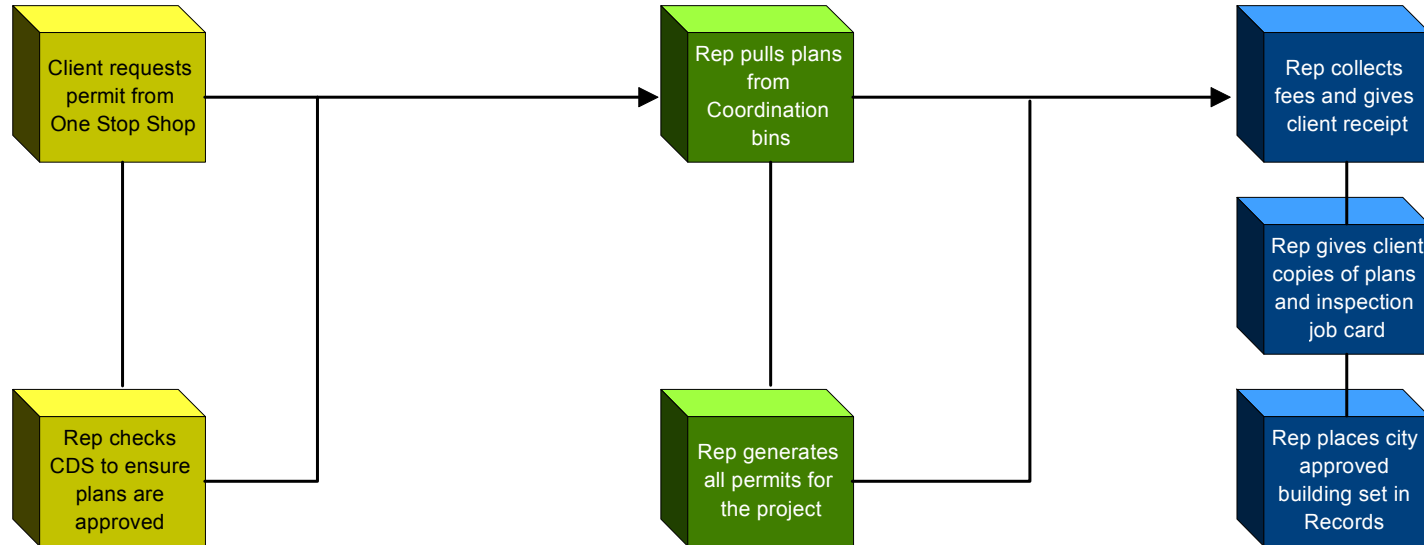 Client requests
permit from
One Stop Shop
Rep checks
CDS to ensure
plans are
approved
Rep pulls plans
from
Coordination
bins
Rep generates
all permits for
the project
Rep collects
fees and gives
client receipt
Rep gives client
copies of plans
and inspection
job card
Rep places city
approved
building set in
Records